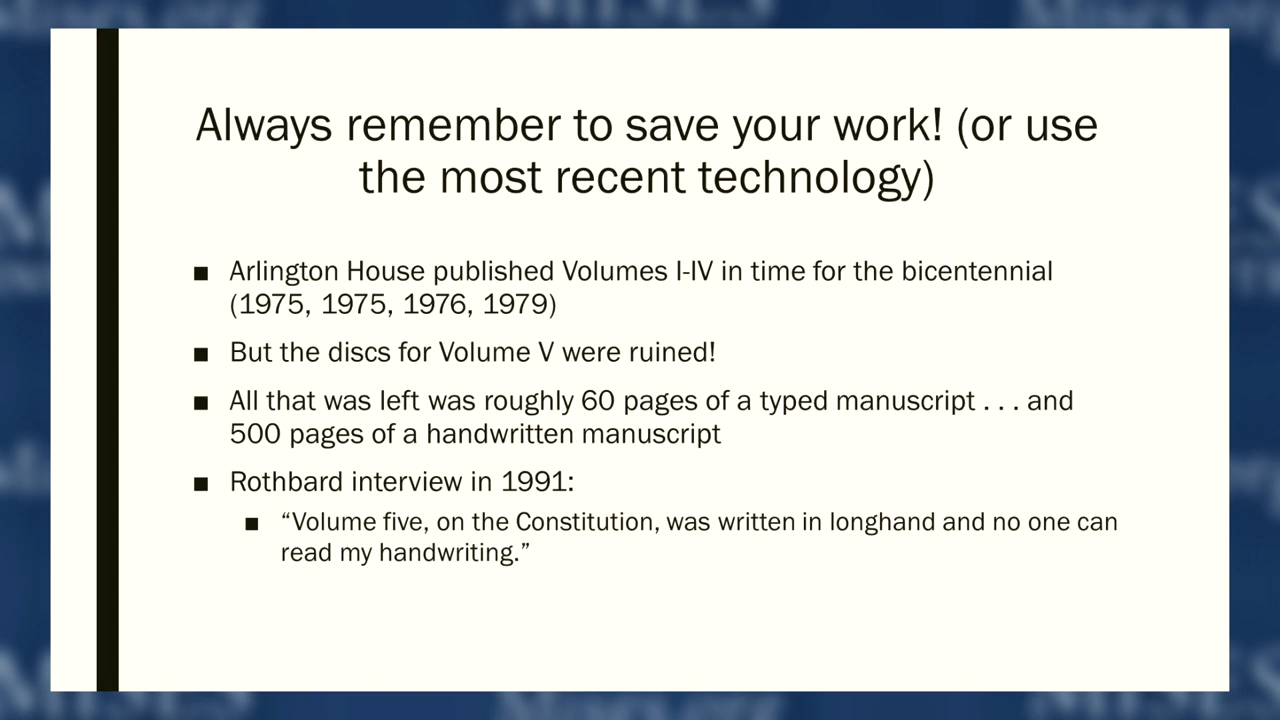 Always remember to save your work! (or use
the most recent technology)
■ Arlington House published Volumes I-IV in time for the bicentennial
(1975, 1975, 1976, 1979)
■ But the discs for Volume V were ruined!
■ All that was left was roughly 60 pages of a typed manuscript . . . and
500 pages of a handwritten manuscript
■ Rothbard interview in 1991:
■ “Volume five, on the Constitution, was written in longhand and no one can
read my handwriting.”